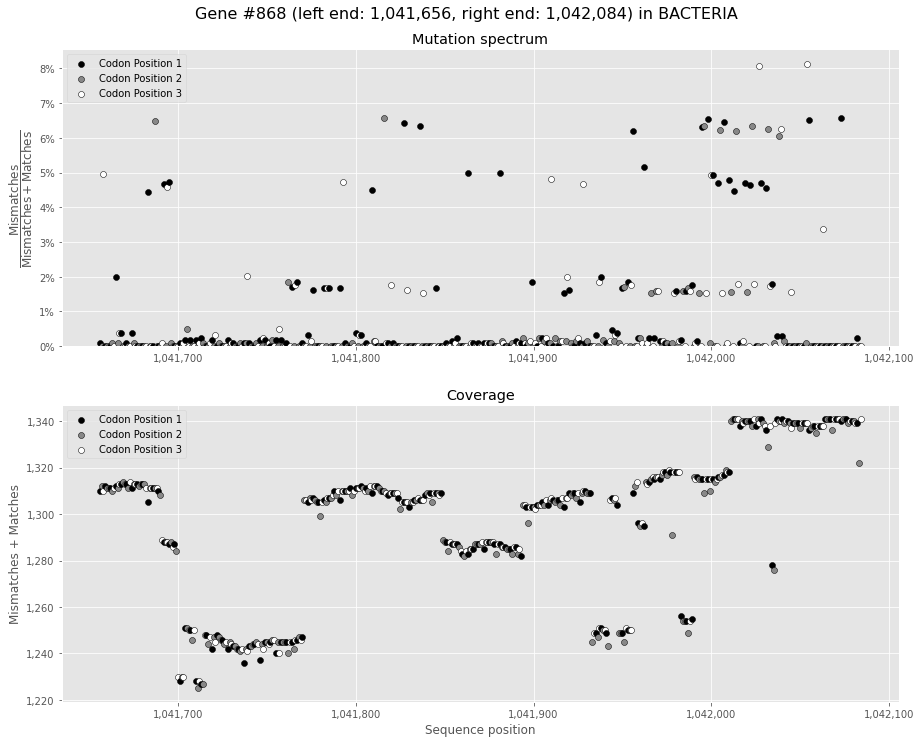 Gene #868 (left end: 1,041,656, right end: 1,042,084) in BACTERIA
Mutation spectrum
Codon Position 1
Codon Position 2
Codon Position 3
8%
7%
6%
5%
4%
3%
2%
1%
0%
Mismatches
Mismatches + Matches
1,041,700
1,041,800
1,041,900
1,042,000
1,042,100
Coverage
Codon Position 1
Codon Position 2
Codon Position 3
1,340
1,320
1,300
1,280
1,260
1,240
1,220
Mismatches + Matches
1,041,700
1,041,800
1,041,900
1,042,000
1,042,100
Sequence position